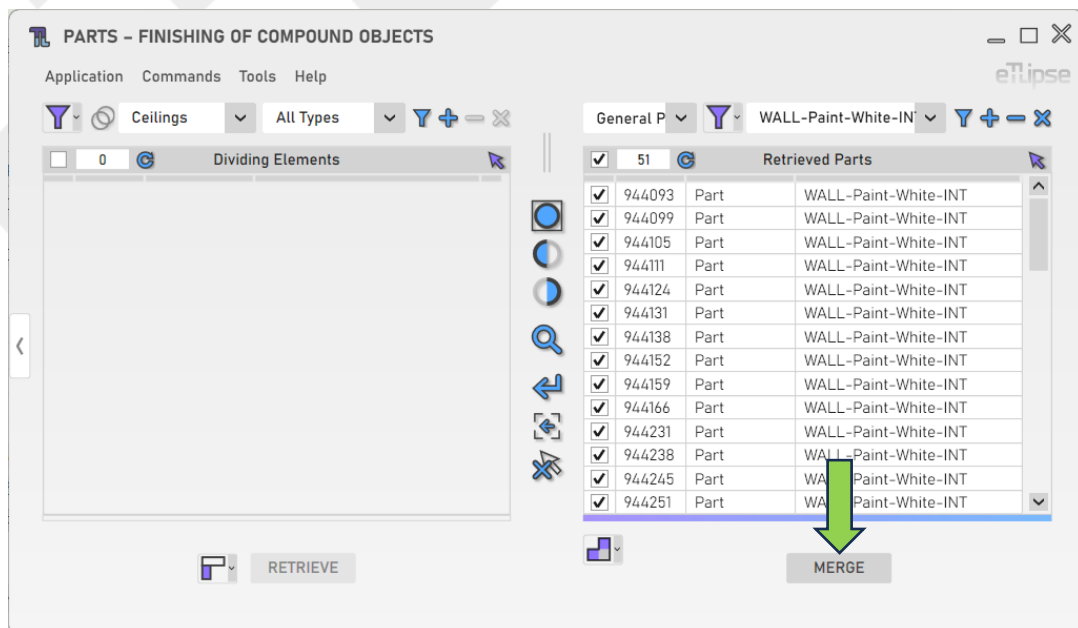 PARTS – FINISHING OF COMPOUND OBJECTS
Application Commands Tools Help
eTLipse
Ceilings All Types
General P WALL-Paint-White-IN
0 Dividing Elements
51 Retrieved Parts
944093 Part WALL-Paint-White-INT
944099 Part WALL-Paint-White-INT
944105 Part WALL-Paint-White-INT
944111 Part WALL-Paint-White-INT
944124 Part WALL-Paint-White-INT
944131 Part WALL-Paint-White-INT
944138 Part WALL-Paint-White-INT
944152 Part WALL-Paint-White-INT
944159 Part WALL-Paint-White-INT
944166 Part WALL-Paint-White-INT
944231 Part WALL-Paint-White-INT
944238 Part WALL-Paint-White-INT
944245 Part WA Paint-White-INT
944251 Part WA Paint-White-INT
RETRIEVE
MERGE